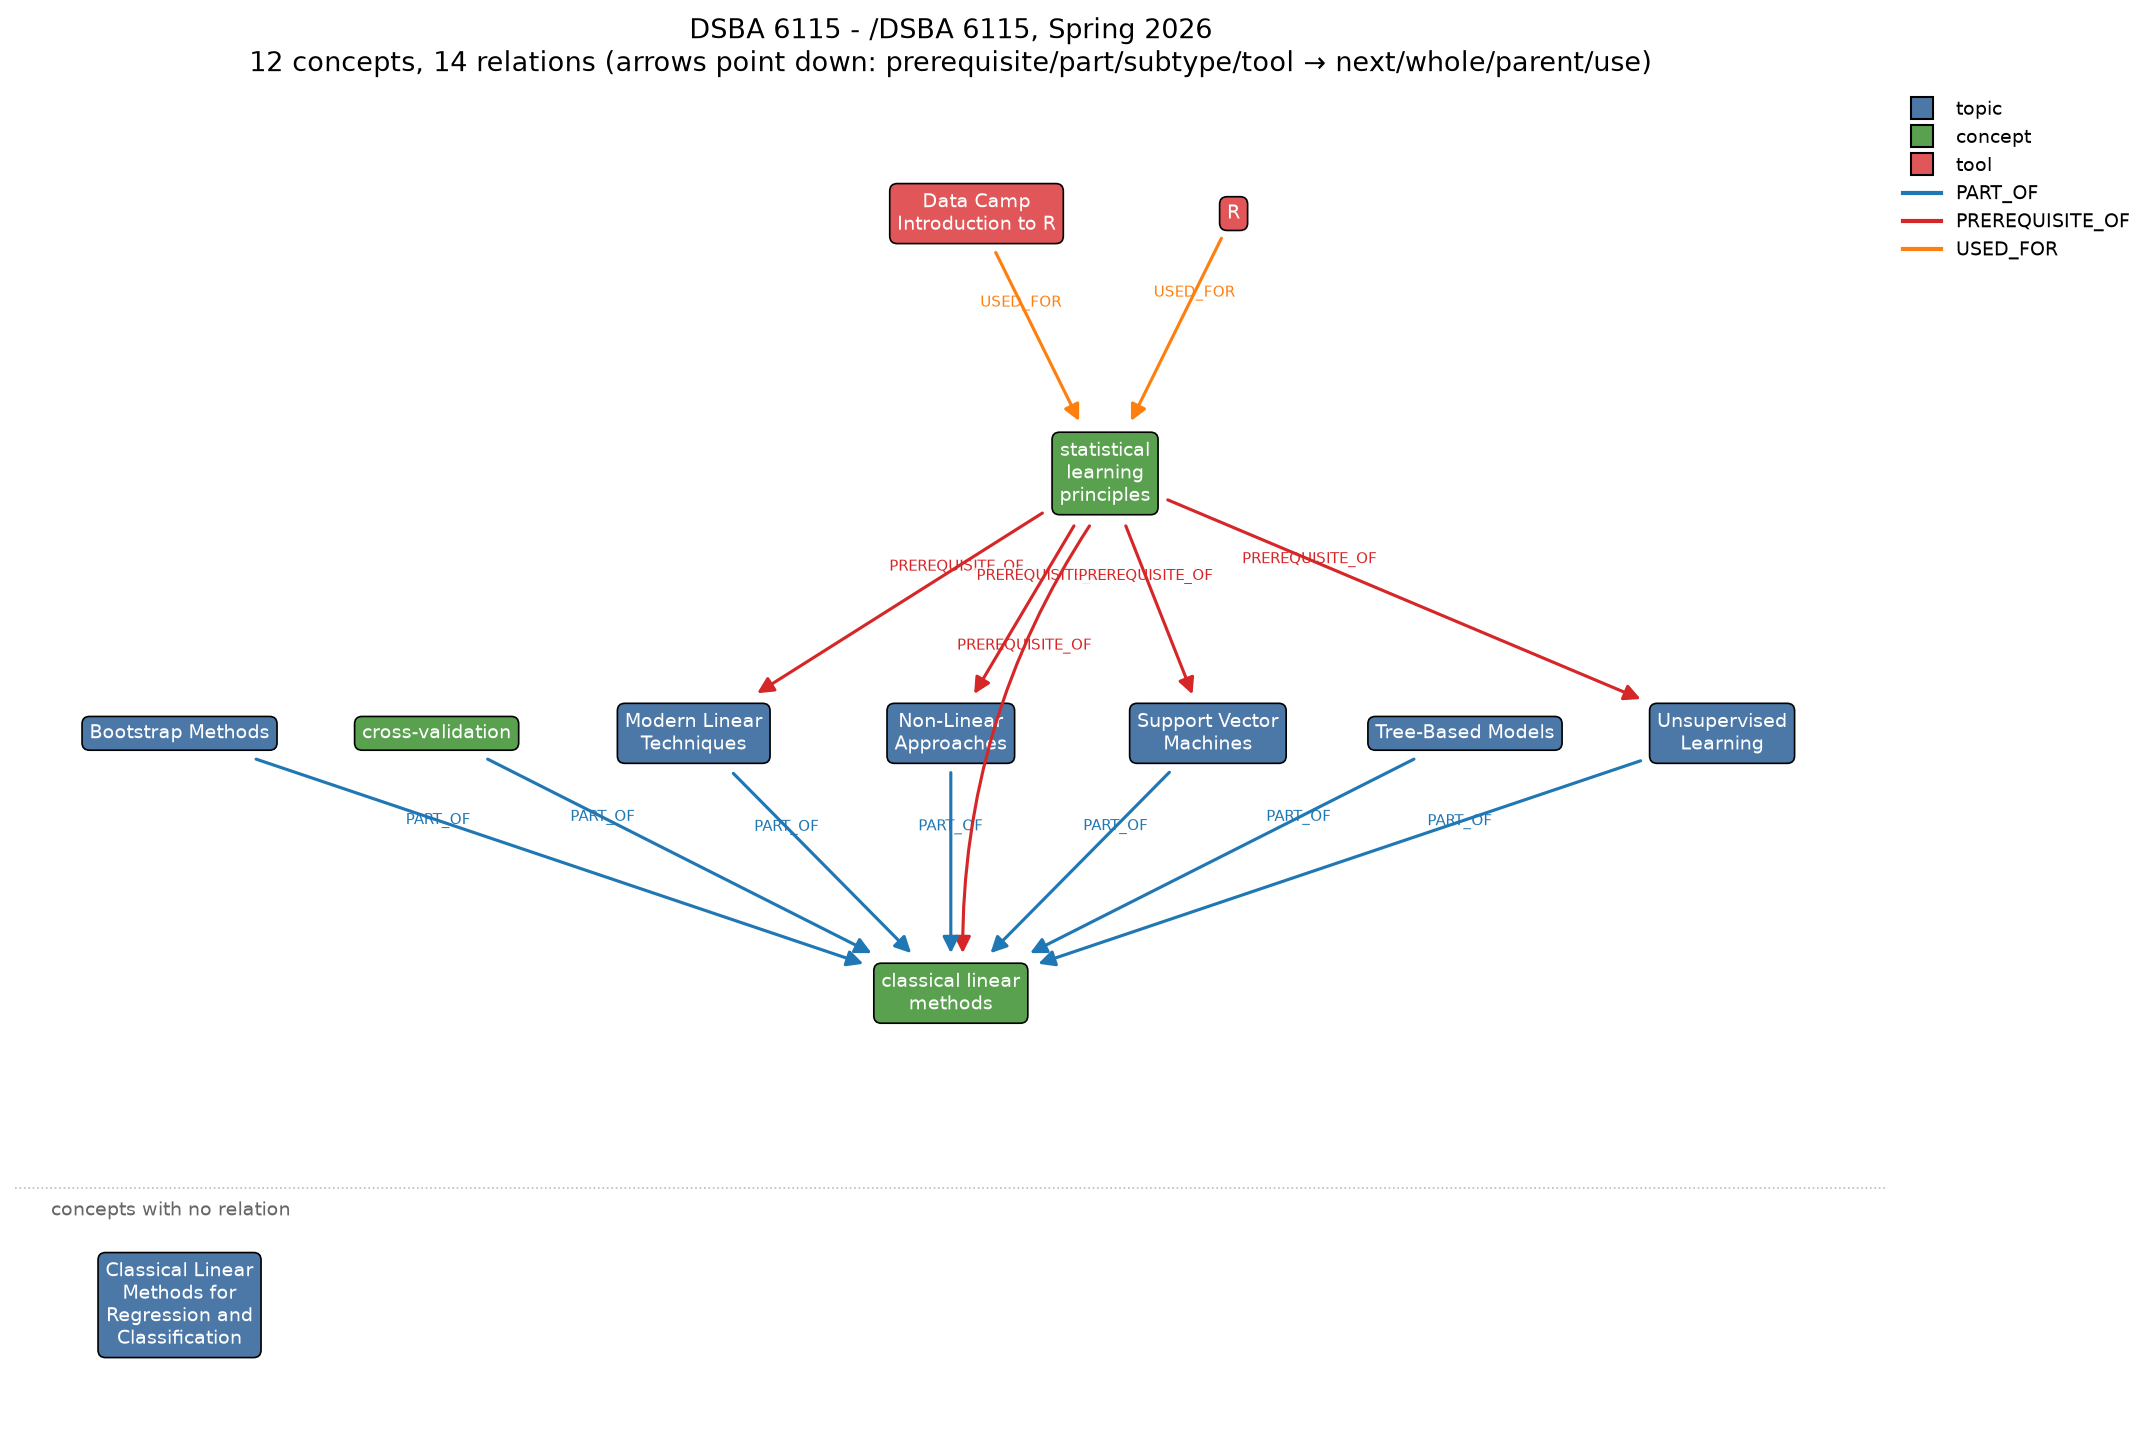 DSBA 6115 - /DSBA 6115, Spring 2026
12 concepts, 14 relations (arrows point down: prerequisite/part/subtype/tool → next/whole/parent/use)
topic
concept
tool
PART_OF
PREREQUISITE_OF
USED_FOR
Data Camp
Introduction to R
R
USED_FOR
USED_FOR
statistical
learning
principles
PREREQUISITE_OF
PREREQUISITE_OF
PREREQUISITE_OF
PREREQUISITE_OF
PREREQUISITE_OF
Bootstrap Methods
cross-validation
Modern Linear
Techniques
Non-Linear
Approaches
Support Vector
Machines
Tree-Based Models
Unsupervised
Learning
PART_OF
PART_OF
PART_OF
PART_OF
PART_OF
PART_OF
PART_OF
classical linear
methods
concepts with no relation
Classical Linear
Methods for
Regression and
Classification